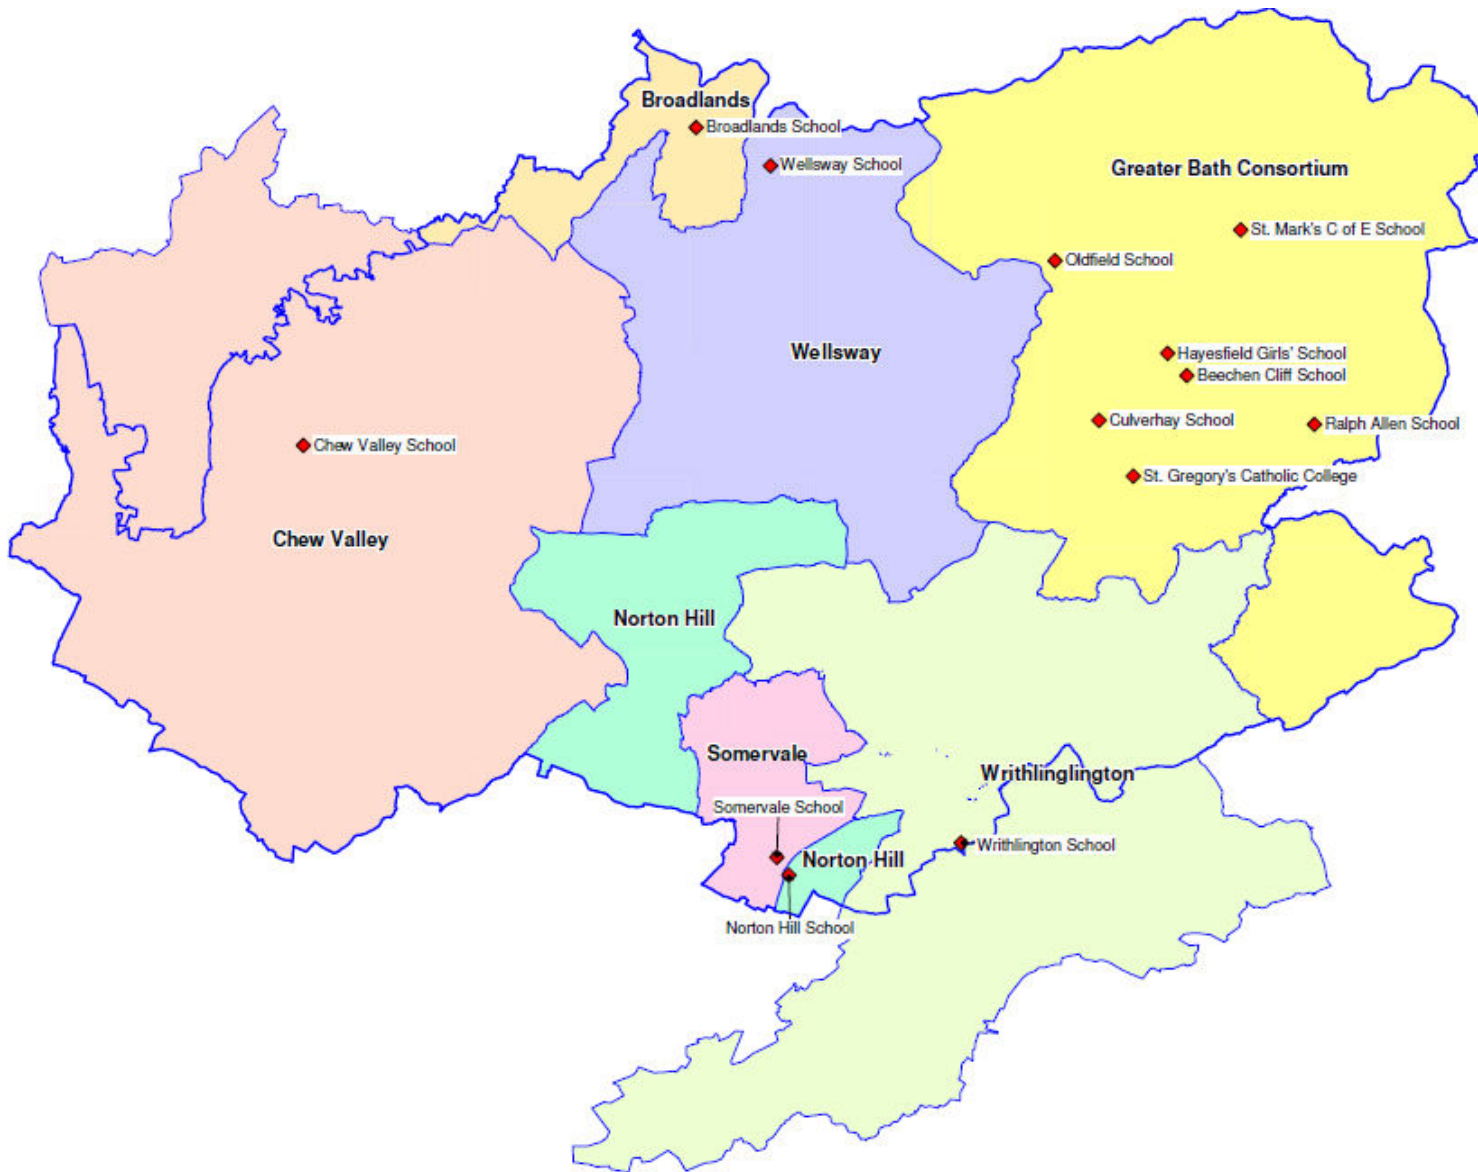 Broadlands
Broadlands School
Wellsway School
Greater Bath Consortium
St. Mark's C of E School
Oldfield School
Wellsway
Hayesfield Girls' School
Beechen Cliff School
Culverhay School
Ralph Allen School
Chew Valley School
St. Gregory's Catholic College
Chew Valley
Norton Hill
Somervale
Writhlinglington
Somervale School
Writhlington School
Norton Hill
Norton Hill School